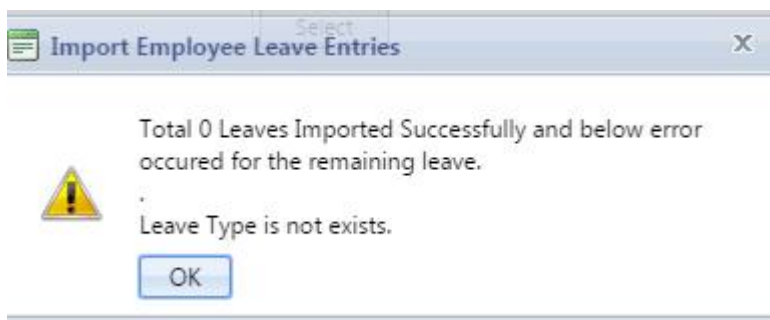 Select
Import Employee Leave Entries
X
Total 0 Leaves Imported Successfully and below error
occured for the remaining leave.
.
Leave Type is not exists.
OK